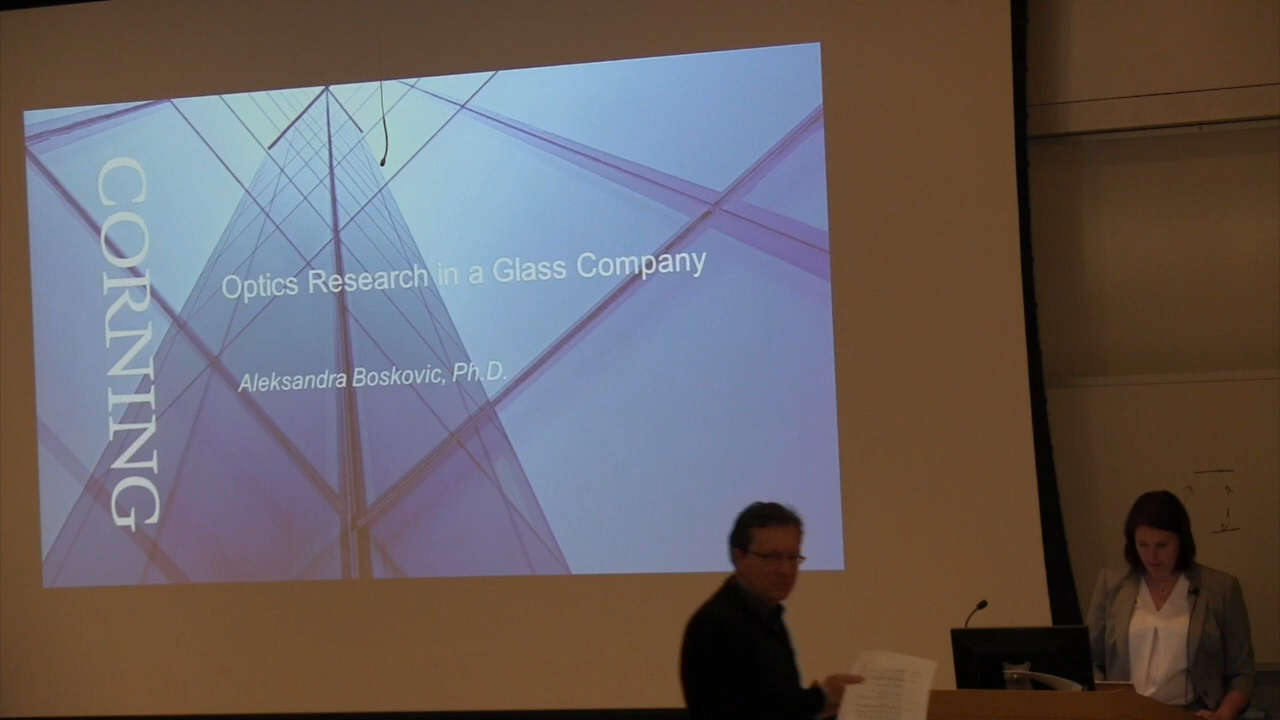 CORNING
Optics Research in a Glass Company
Aleksandra Boskovic, Ph.D.